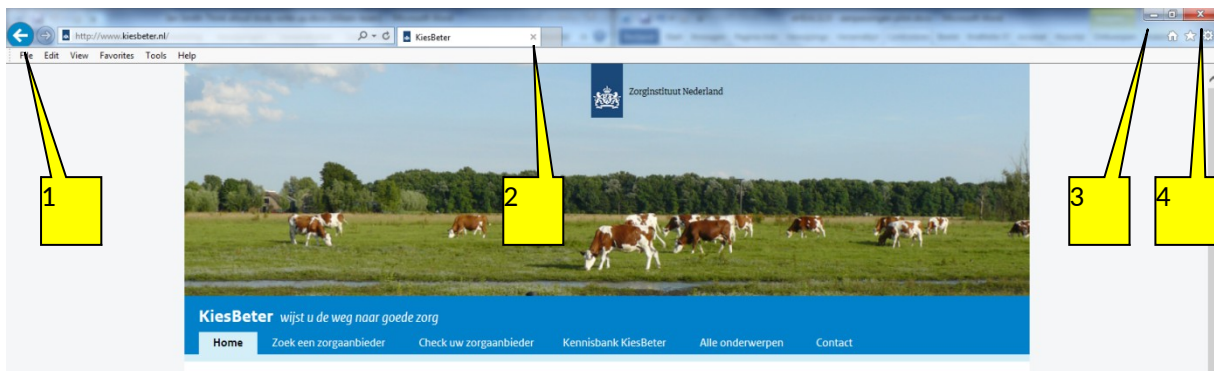 http://www.kiesbeter.nl/
KiesBeter
File Edit View Favorites Tools Help
Zorginstituut Nederland
1
2
3
4
KiesBeter wijst u de weg naar goede zorg
Home Zoek een zorgaanbieder Check uw zorgaanbieder Kennisbank KiesBeter Alle onderwerpen Contact